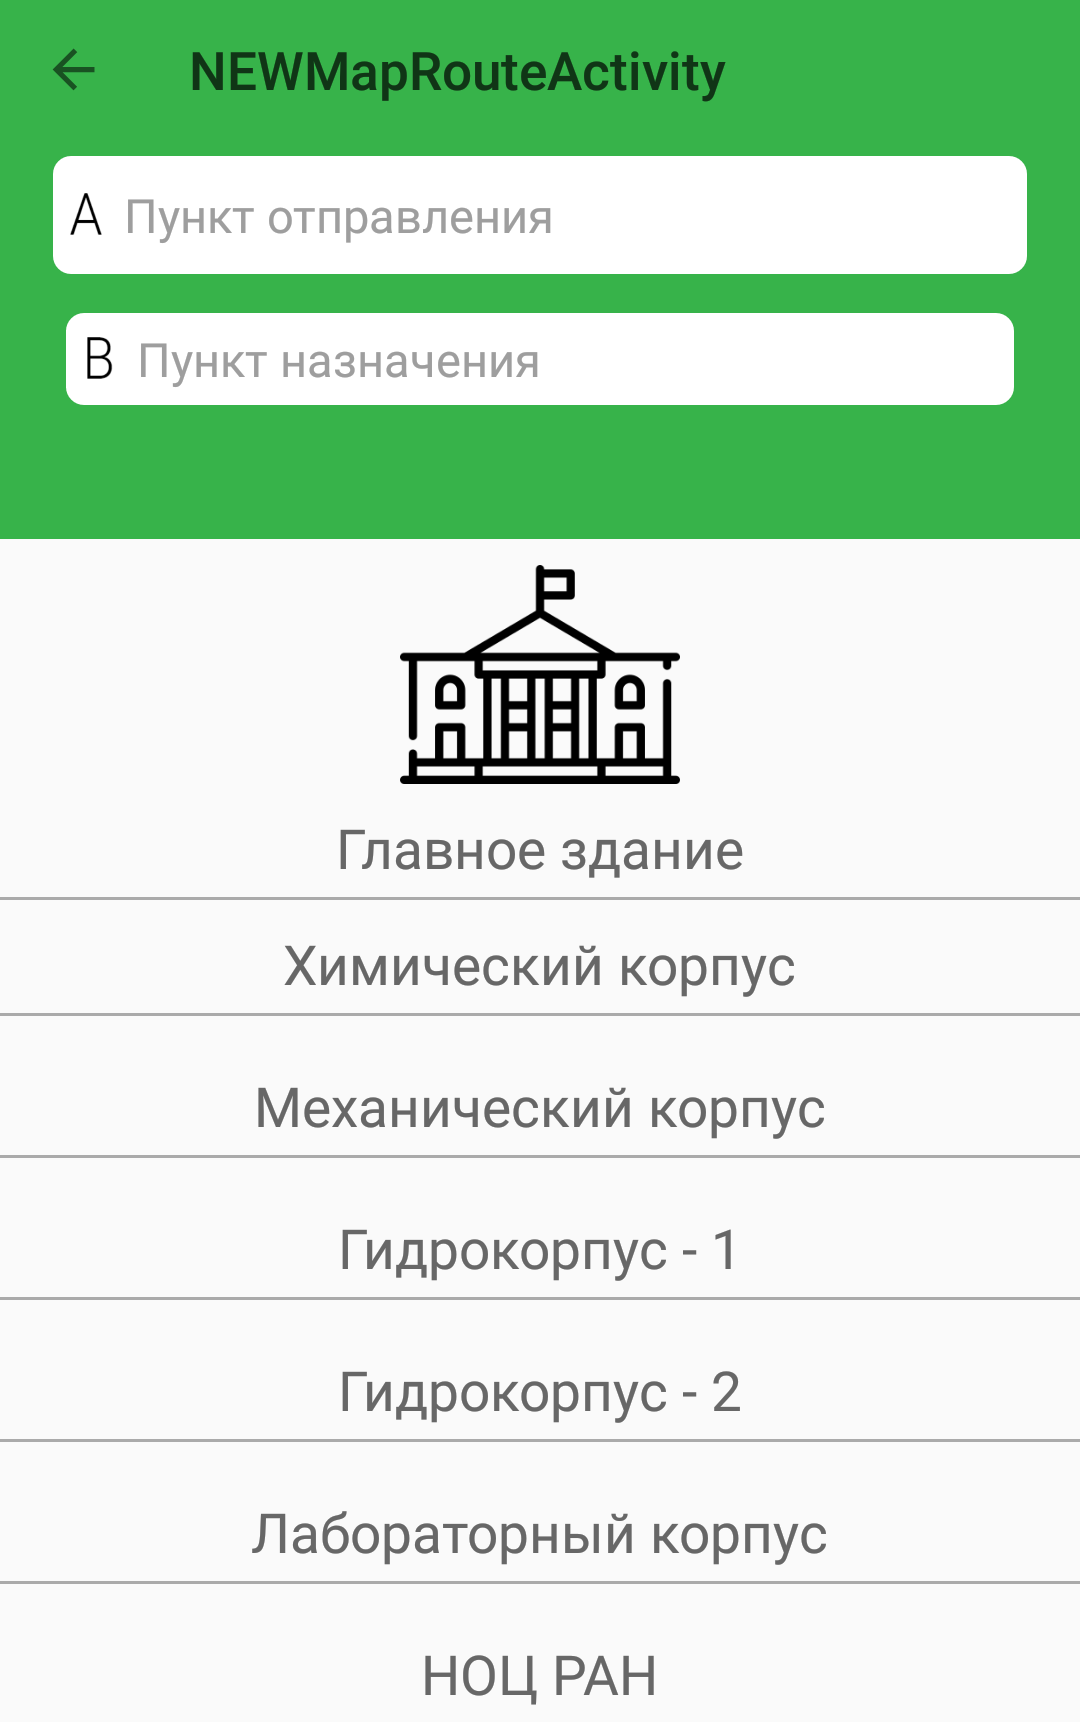 NEWMapRouteActivity
A Пункт отправления
B Пункт назначения
Главное здание
Химический корпус
Механический корпус
Гидрокорпус - 1
Гидрокорпус - 2
Лабораторный корпус
НОЦ РАН